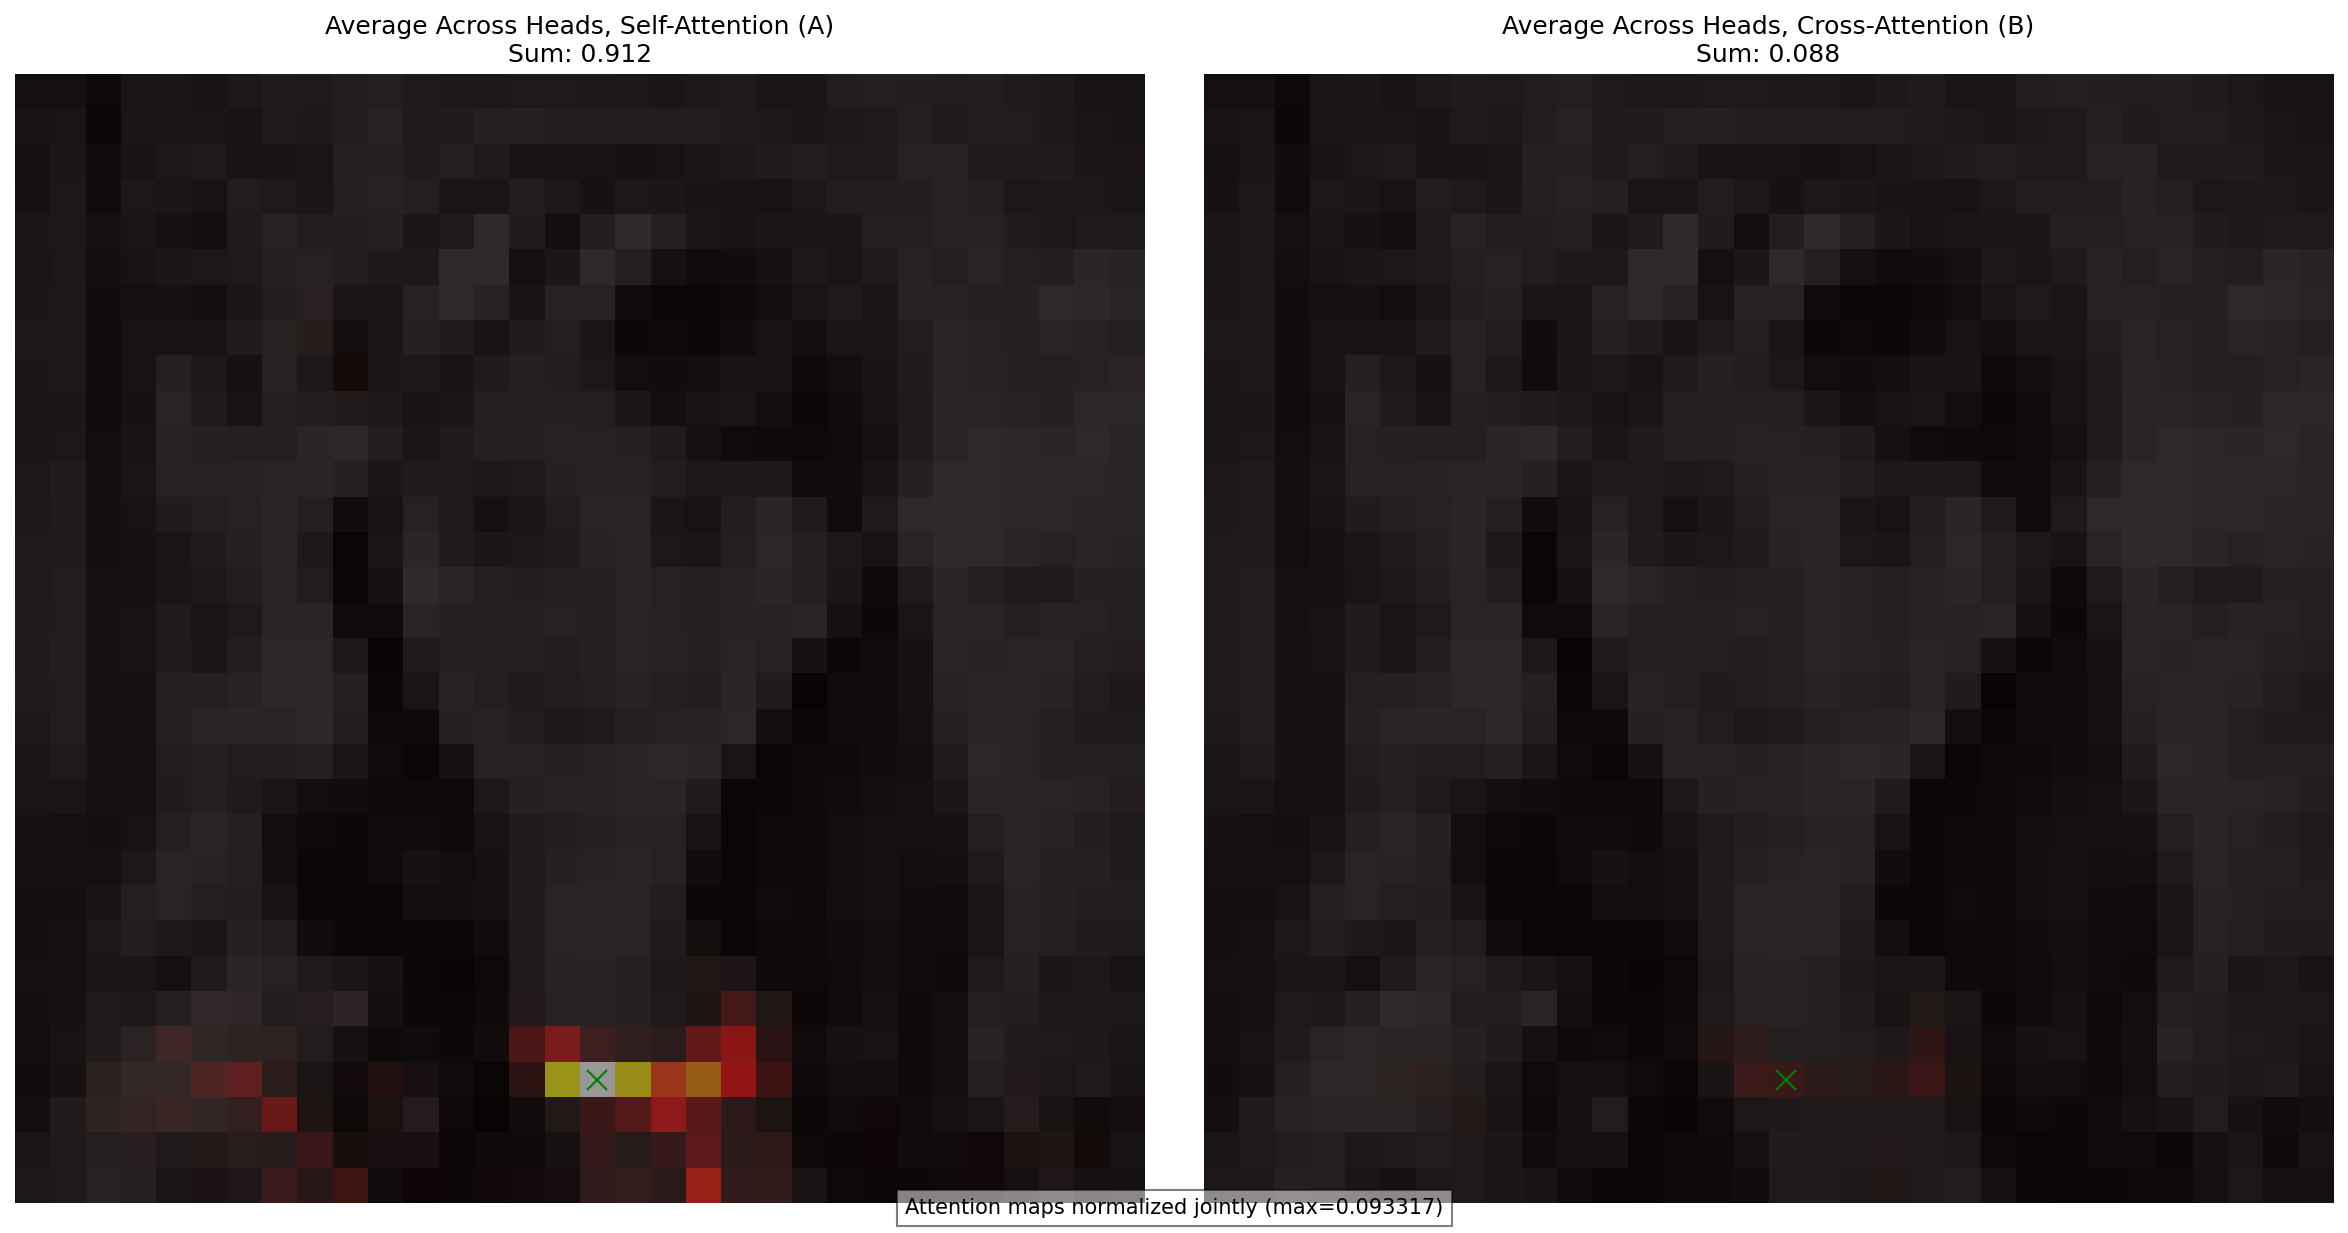 Average Across Heads, Self-Attention (A)
Sum: 0.912
Average Across Heads, Cross-Attention (B)
Sum: 0.088
Attention maps normalized jointly (max=0.093317)